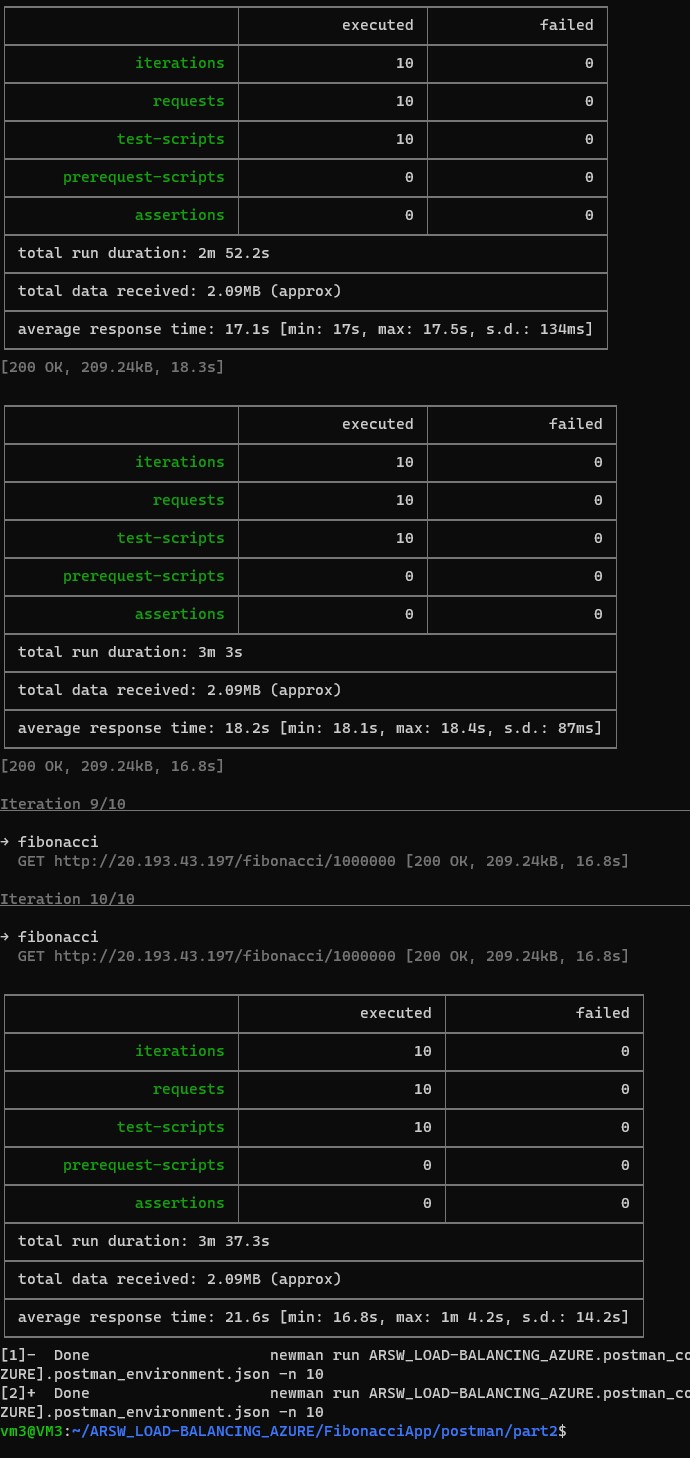 executed failed
iterations 10 0
requests 10 0
test-scripts 10 0
prerequest-scripts 0 0
assertions 0 0
total run duration: 2m 52.2s
total data received: 2.09MB (approx)
average response time: 17.1s [min: 17s, max: 17.5s, s.d.: 134ms]
[200 OK, 209.24kB, 18.3s]
executed failed
iterations 10 0
requests 10 0
test-scripts 10 0
prerequest-scripts 0 0
assertions 0 0
total run duration: 3m 3s
total data received: 2.09MB (approx)
average response time: 18.2s [min: 18.1s, max: 18.4s, s.d.: 87ms]
[200 OK, 209.24kB, 16.8s]
Iteration 9/10
→ fibonacci
GET http://20.193.43.197/fibonacci/1000000 [200 OK, 209.24kB, 16.8s]
Iteration 10/10
→ fibonacci
GET http://20.193.43.197/fibonacci/1000000 [200 OK, 209.24kB, 16.8s]
executed failed
iterations 10 0
requests 10 0
test-scripts 10 0
prerequest-scripts 0 0
assertions 0 0
total run duration: 3m 37.3s
total data received: 2.09MB (approx)
average response time: 21.6s [min: 16.8s, max: 1m 4.2s, s.d.: 14.2s]
[1]- Done newman run ARSW_LOAD-BALANCING_AZURE.postman_co
ZURE].postman_environment.json -n 10
[2]+ Done newman run ARSW_LOAD-BALANCING_AZURE.postman_co
ZURE].postman_environment.json -n 10
vm3@VM3:~/ARSW_LOAD-BALANCING_AZURE/FibonacciApp/postman/part2$